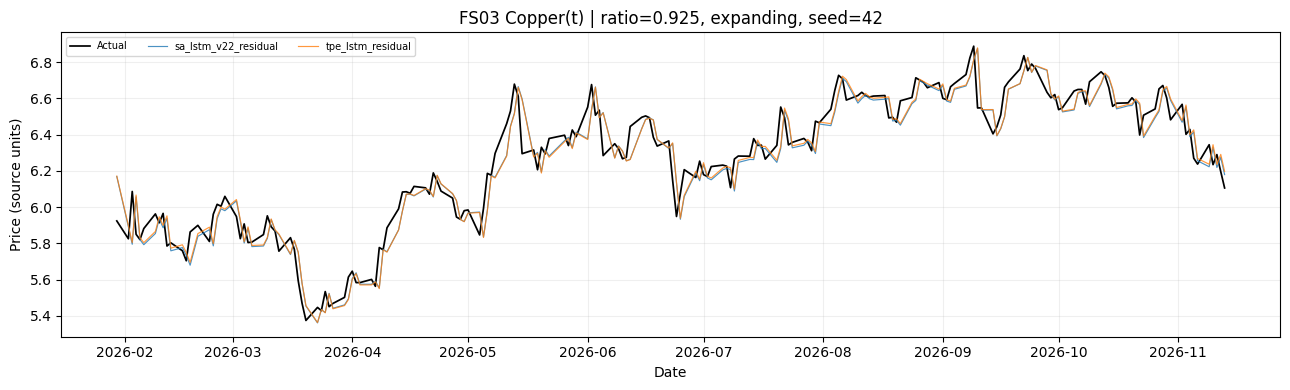 FS03 Copper(t) | ratio=0.925, expanding, seed=42
Actual sa_lstm_v22_residual tpe_lstm_residual
Price (source units)
6.8
6.6
6.4
6.2
6.0
5.8
5.6
5.4
2026-02 2026-03 2026-04 2026-05 2026-06 2026-07 2026-08 2026-09 2026-10 2026-11
Date